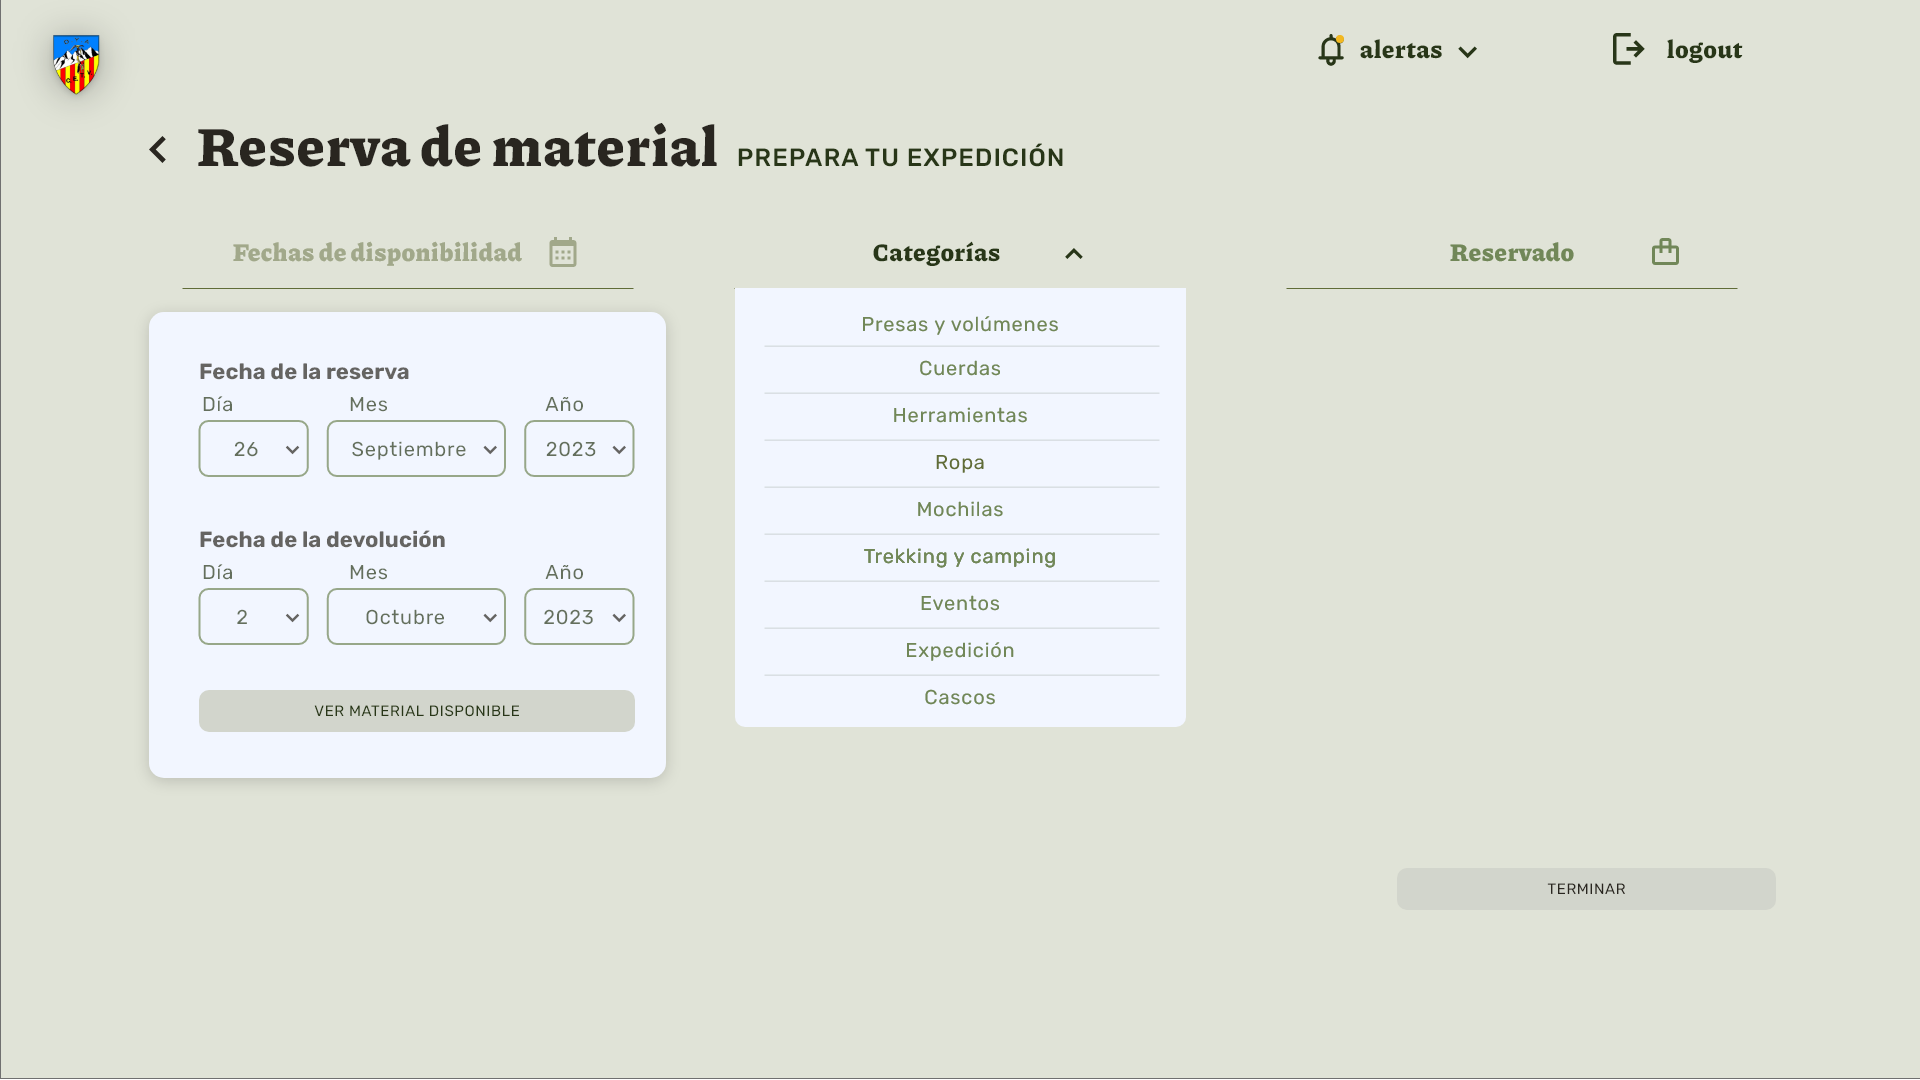 alertas
logout
Reserva de material PREPARA TU EXPEDICIÓN
Fechas de disponibilidad
Fecha de la reserva
Día Mes Año
26 Septiembre 2023
Fecha de la devolución
Día Mes Año
2 Octubre 2023
VER MATERIAL DISPONIBLE
Categorías
Presas y volúmenes
Cuerdas
Herramientas
Ropa
Mochilas
Trekking y camping
Eventos
Expedición
Cascos
Reservado
TERMINAR